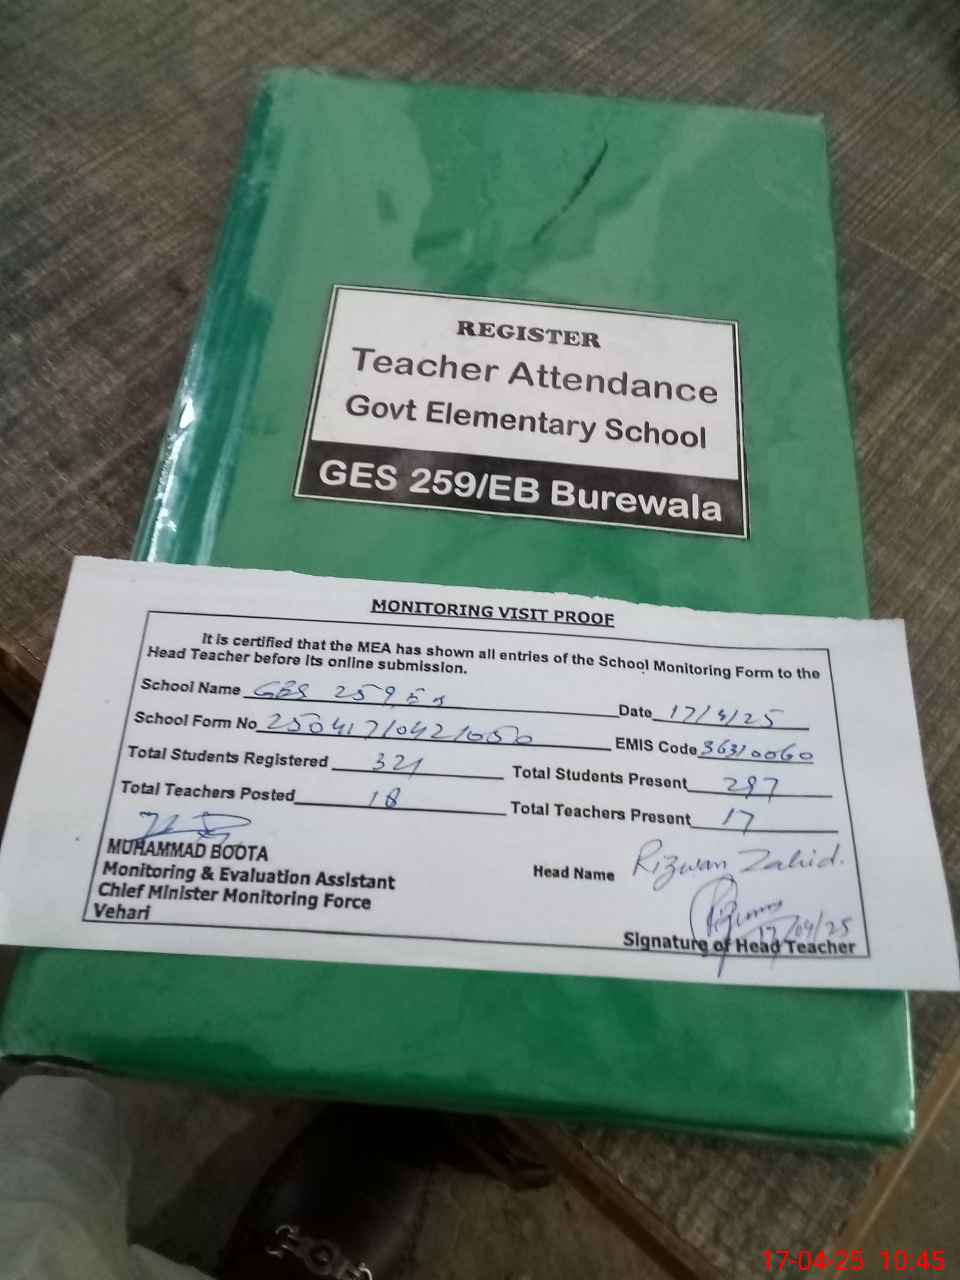 REGISTER
Teacher Attendance
Govt Elementary School
GES 259/EB Burewala
MONITORING VISIT PROOF
It is certified that the MEA has shown all entries of the School Monitoring Form to the
Head Teacher before its online submission.
School Name GES 259, EB Date 17/4/25
School Form No 250417/042/050 EMIS Code 36310060
Total Students Registered 321 Total Students Present 297
Total Teachers Posted 18 Total Teachers Present 17
MUHAMMAD BOOTA
Monitoring & Evaluation Assistant
Chief Minister Monitoring Force
Vehari
Head Name Rizwan Zahid.
17/04/25
Signature of Head Teacher
17-04-25 10:45